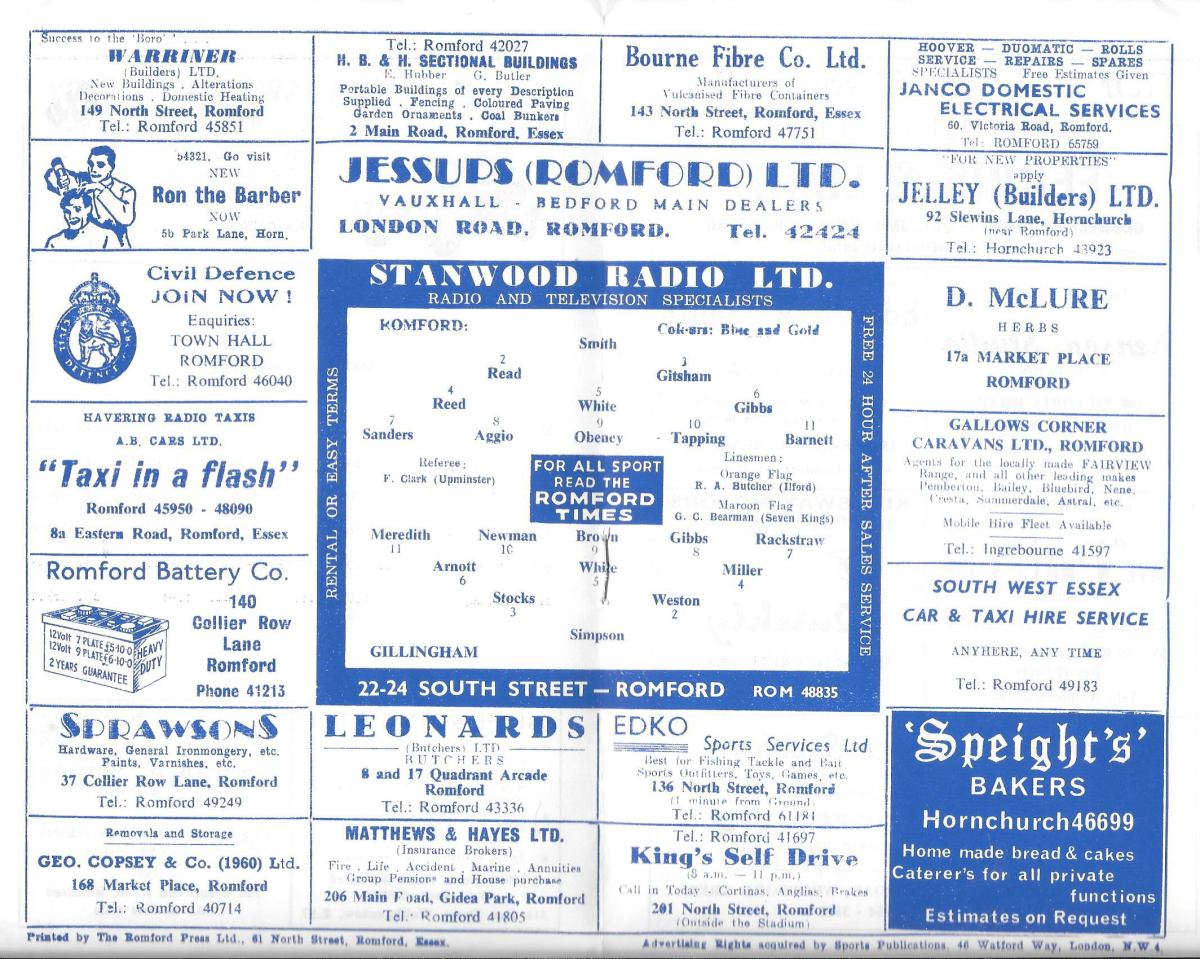 Success to the 'Boro' . . .
WARRINER
(Builders) LTD.
New Buildings . Alterations
Decorations . Domestic Heating
149 North Street, Romford
Tel.: Romford 45851
Tel.: Romford 42027
H. B. & H. SECTIONAL BUILDINGS
E. Hubber G. Butler
Portable Buildings of every Description
Supplied . Fencing . Coloured Paving
Garden Ornaments . Coal Bunkers
2 Main Road, Romford, Essex
Bourne Fibre Co. Ltd.
Manufacturers of
Vulcanised Fibre Containers
143 North Street, Romford, Essex
Tel.: Romford 47751
HOOVER — DUOMATIC — ROLLS
SERVICE — REPAIRS — SPARES
SPECIALISTS Free Estimates Given
JANCO DOMESTIC
ELECTRICAL SERVICES
60, Victoria Road, Romford.
Tel: ROMFORD 65759
54321. Go visit
NEW
Ron the Barber
NOW
5b Park Lane, Horn.
JESSUPS (ROMFORD) LTD.
VAUXHALL - BEDFORD MAIN DEALERS
LONDON ROAD, ROMFORD. Tel. 42424
"FOR NEW PROPERTIES"
apply
JELLEY (Builders) LTD.
92 Slewins Lane, Hornchurch
(near Romford)
Tel.: Hornchurch 43923
Civil Defence
JOIN NOW !
Enquiries:
TOWN HALL
ROMFORD
Tel.: Romford 46040
CIVIL DEFENCE CORPS
HAVERING RADIO TAXIS
A.B. CARS LTD.
"Taxi in a flash"
Romford 45950 - 48090
8a Eastern Road, Romford, Essex
Romford Battery Co.
140
Collier Row
Lane
Romford
Phone 41213
12Volt 7 PLATE £5·10·0
12Volt 9 PLATE £6·10·0
2 YEARS GUARANTEE
HEAVY
DUTY
STANWOOD RADIO LTD.
RADIO AND TELEVISION SPECIALISTS
RENTAL OR EASY TERMS
FREE 24 HOUR AFTER SALES SERVICE
ROMFORD: Colours: Blue and Gold
Smith
2 3
Read Gitsham
4 5 6
Reed White Gibbs
7 8 9 10 11
Sanders Aggio Obeney Tapping Barnett
Referee:
F. Clark (Upminster)
FOR ALL SPORT
READ THE
ROMFORD
TIMES
Linesmen:
Orange Flag
R. A. Butcher (Ilford)
Maroon Flag
G. C. Bearman (Seven Kings)
Meredith Newman Brown Gibbs Rackstraw
11 10 9 8 7
Arnott White Miller
6 5 4
Stocks Weston
3 2
Simpson
GILLINGHAM
22-24 SOUTH STREET — ROMFORD ROM 48835
D. McLURE
HERBS
17a MARKET PLACE
ROMFORD
GALLOWS CORNER
CARAVANS LTD., ROMFORD
Agents for the locally made FAIRVIEW
Range, and all other leading makes
Pemberton, Bailey, Bluebird, Nene,
Cresta, Summerdale, Astral, etc.
Mobile Hire Fleet Available
Tel.: Ingrebourne 41597
SOUTH WEST ESSEX
CAR & TAXI HIRE SERVICE
ANYHERE, ANY TIME
Tel.: Romford 49183
SPRAWSONS
Hardware, General Ironmongery, etc.
Paints, Varnishes, etc.
37 Collier Row Lane, Romford
Tel.: Romford 49249
LEONARDS
(Butchers) LTD
BUTCHERS
8 and 17 Quadrant Arcade
Romford
Tel.: Romford 43336
EDKO
Sports Services Ltd
Best for Fishing Tackle and Bait
Sports Outfitters, Toys, Games, etc.
136 North Street, Romford
(1 minute from Ground)
Tel.: Romford 61181
'Speight's'
BAKERS
Hornchurch 46699
Home made bread & cakes
Caterer's for all private
functions
Estimates on Request
Removals and Storage
GEO. COPSEY & Co. (1960) Ltd.
168 Market Place, Romford
Tel.: Romford 40714
MATTHEWS & HAYES LTD.
(Insurance Brokers)
Fire . Life . Accident . Marine . Annuities
Group Pensions and House purchase
206 Main Road, Gidea Park, Romford
Tel. Romford 41805
Tel.: Romford 41697
King's Self Drive
(8 a.m. — 11 p.m.)
Call in Today - Cortinas, Anglias, Brakes
201 North Street, Romford
(Outside the Stadium)
Printed by The Romford Press Ltd., 61 North Street, Romford, Essex.
Advertising Rights acquired by Sports Publications, 46 Watford Way, London, N.W.4.